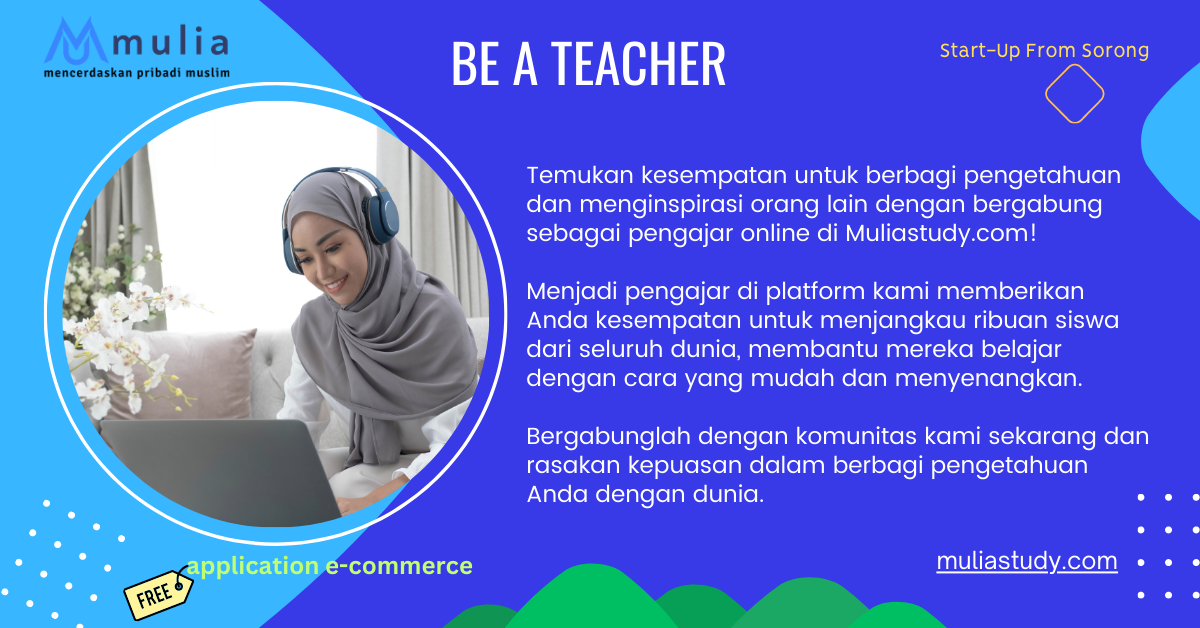 mulia
mencerdaskan pribadi muslim
BE A TEACHER
Start-Up From Sorong
Temukan kesempatan untuk berbagi pengetahuan
dan menginspirasi orang lain dengan bergabung
sebagai pengajar online di Muliastudy.com!
Menjadi pengajar di platform kami memberikan
Anda kesempatan untuk menjangkau ribuan siswa
dari seluruh dunia, membantu mereka belajar
dengan cara yang mudah dan menyenangkan.
Bergabunglah dengan komunitas kami sekarang dan
rasakan kepuasan dalam berbagi pengetahuan
Anda dengan dunia.
application e-commerce
FREE
muliastudy.com